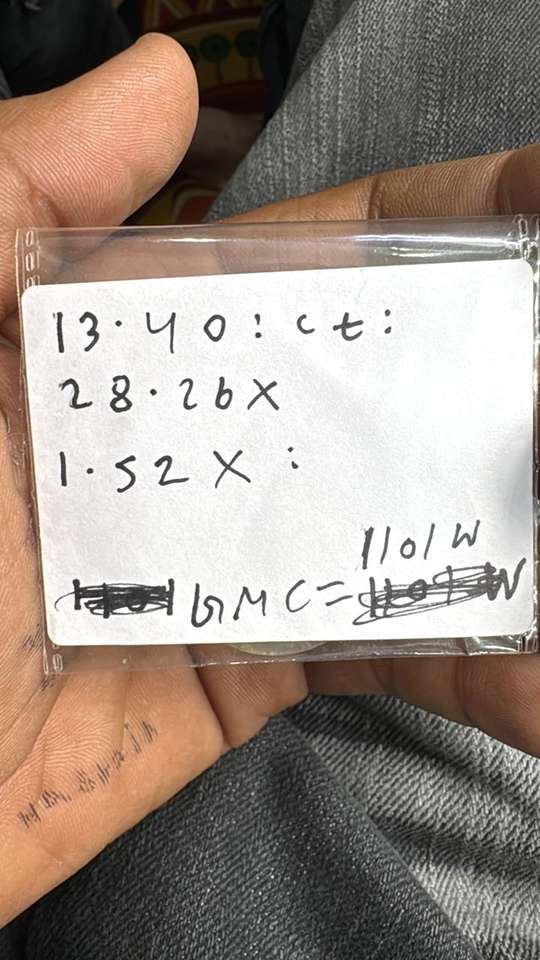 13.40: ct:
28.26X
1.52X:
1101W
GMC=